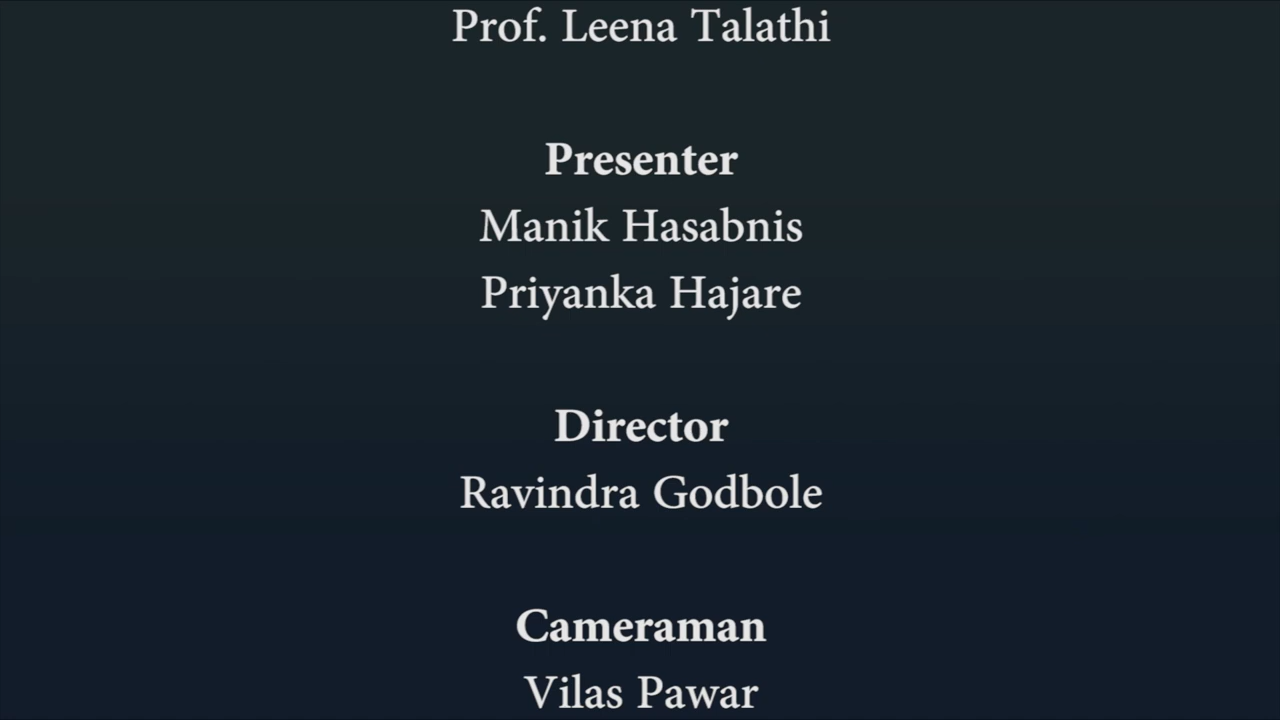 Prof. Leena Talathi
Presenter
Manik Hasabnis
Priyanka Hajare
Director
Ravindra Godbole
Cameraman
Vilas Pawar